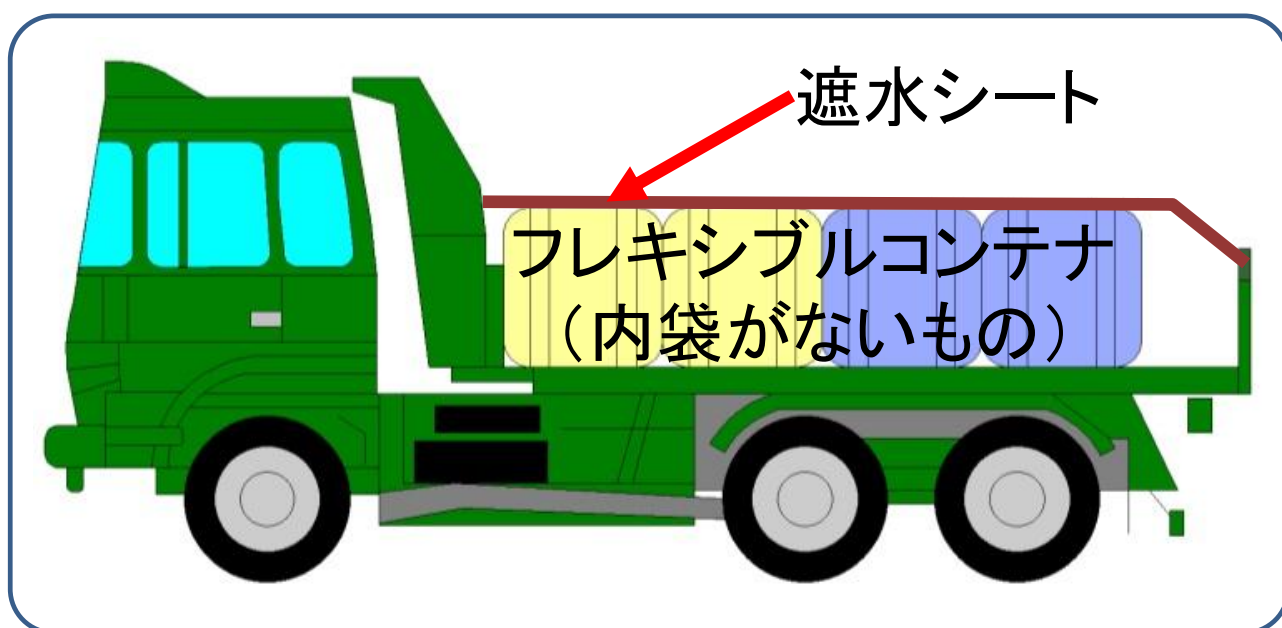 遮水シート
フレキシブルコンテナ
（内袋がないもの）